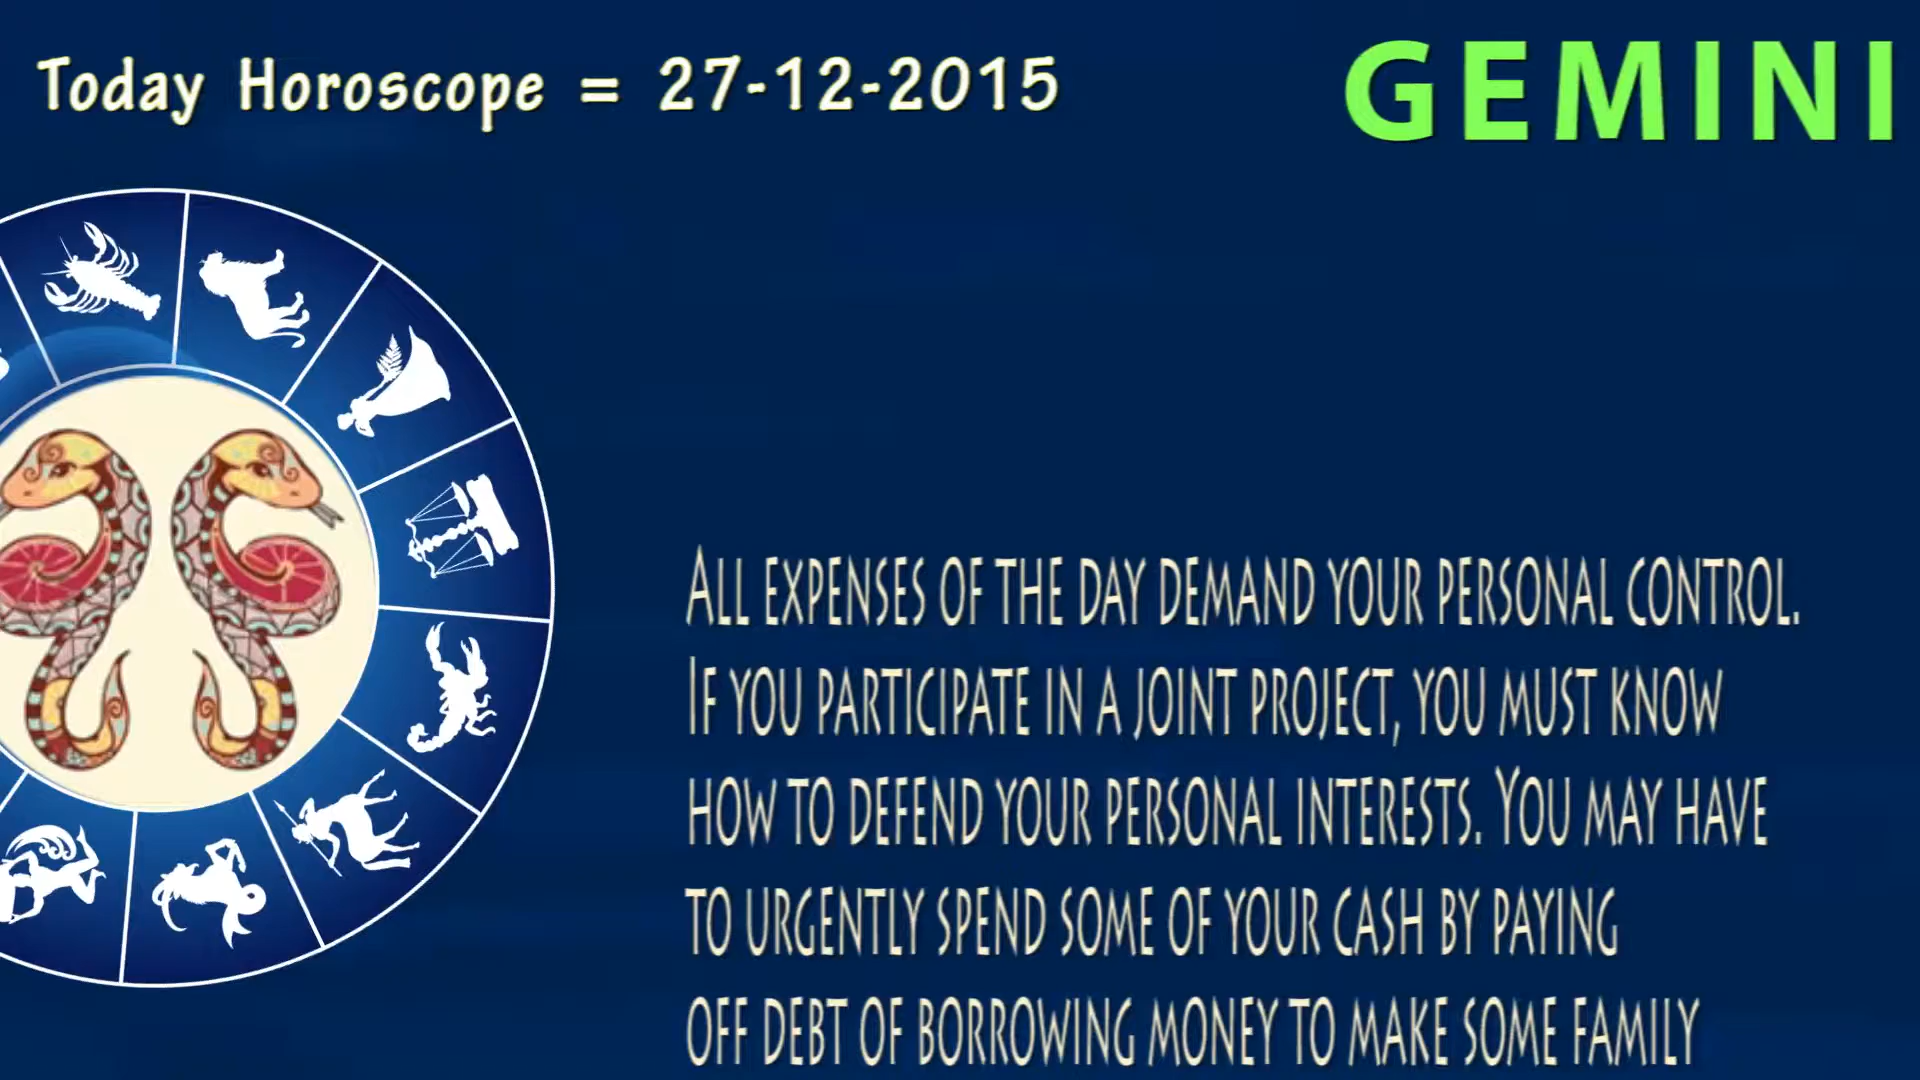 Today Horoscope = 27-12-2015
GEMINI
All expenses of the day demand your personal control.
If you participate in a joint project, you must know
how to defend your personal interests. You may have
to urgently spend some of your cash by paying
off debt of borrowing money to make some family